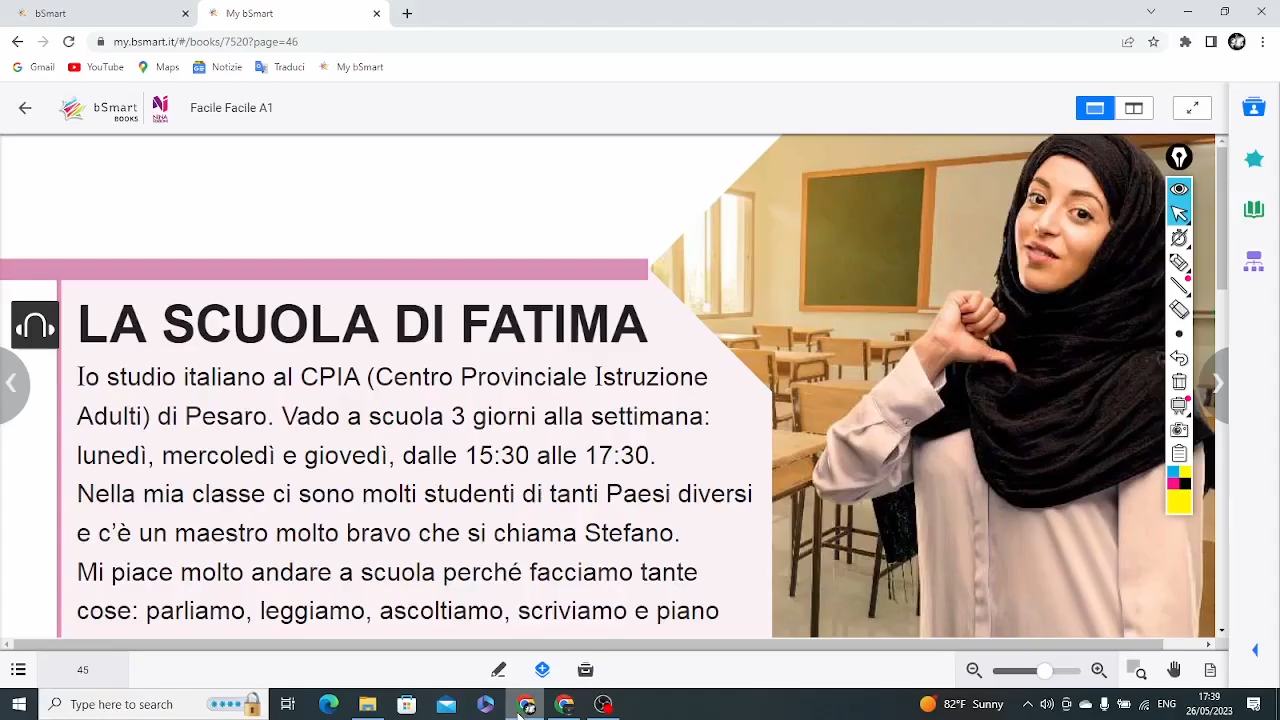 bSmart
My bSmart
my.bsmart.it/#/books/7520?page=46
Gmail
YouTube
Maps
Notizie
Traduci
My bSmart
bSmart
BOOKS
Facile Facile A1
LA SCUOLA DI FATIMA
Io studio italiano al CPIA (Centro Provinciale Istruzione
Adulti) di Pesaro. Vado a scuola 3 giorni alla settimana:
lunedì, mercoledì e giovedì, dalle 15:30 alle 17:30.
Nella mia classe ci sono molti studenti di tanti Paesi diversi
e c’è un maestro molto bravo che si chiama Stefano.
Mi piace molto andare a scuola perché facciamo tante
cose: parliamo, leggiamo, ascoltiamo, scriviamo e piano
45
Type here to search
82°F Sunny
ENG
17:39
26/05/2023